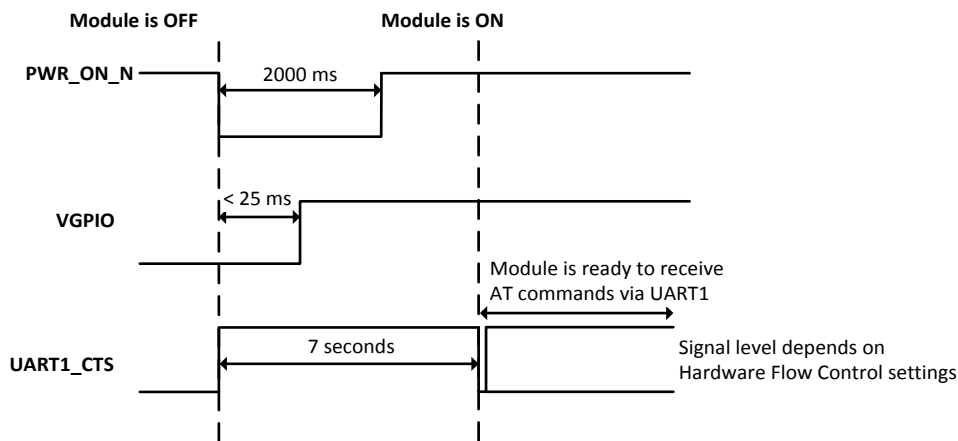 Module is OFF
Module is ON
PWR_ON_N
2000 ms
< 25 ms
VGPIO
Module is ready to receive
AT commands via UART1
UART1_CTS
7 seconds
Signal level depends on
Hardware Flow Control settings